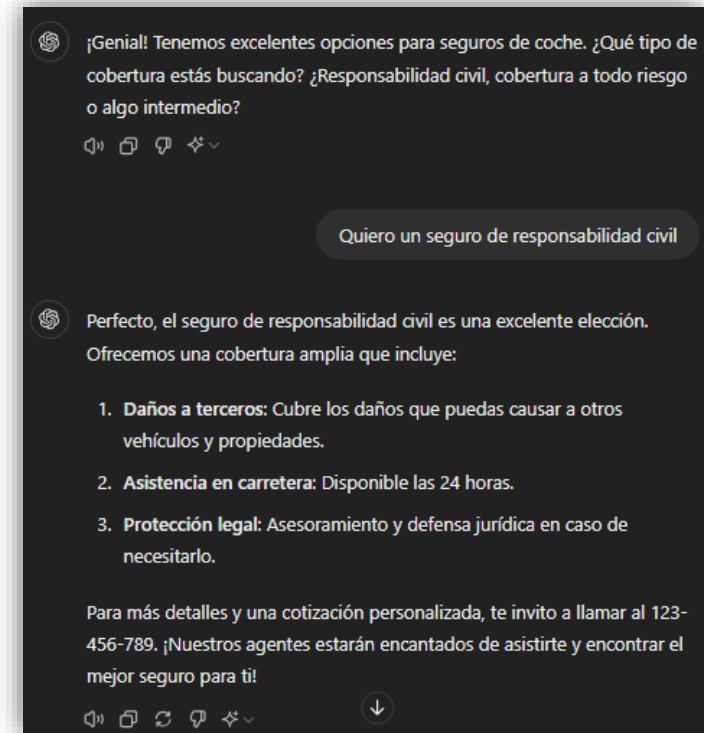 ¡Genial! Tenemos excelentes opciones para seguros de coche. ¿Qué tipo de
cobertura estás buscando? ¿Responsabilidad civil, cobertura a todo riesgo
o algo intermedio?
Quiero un seguro de responsabilidad civil
Perfecto, el seguro de responsabilidad civil es una excelente elección.
Ofrecemos una cobertura amplia que incluye:
1. Daños a terceros: Cubre los daños que puedas causar a otros
vehículos y propiedades.
2. Asistencia en carretera: Disponible las 24 horas.
3. Protección legal: Asesoramiento y defensa jurídica en caso de
necesitarlo.
Para más detalles y una cotización personalizada, te invito a llamar al 123-
456-789. ¡Nuestros agentes estarán encantados de asistirte y encontrar el
mejor seguro para ti!